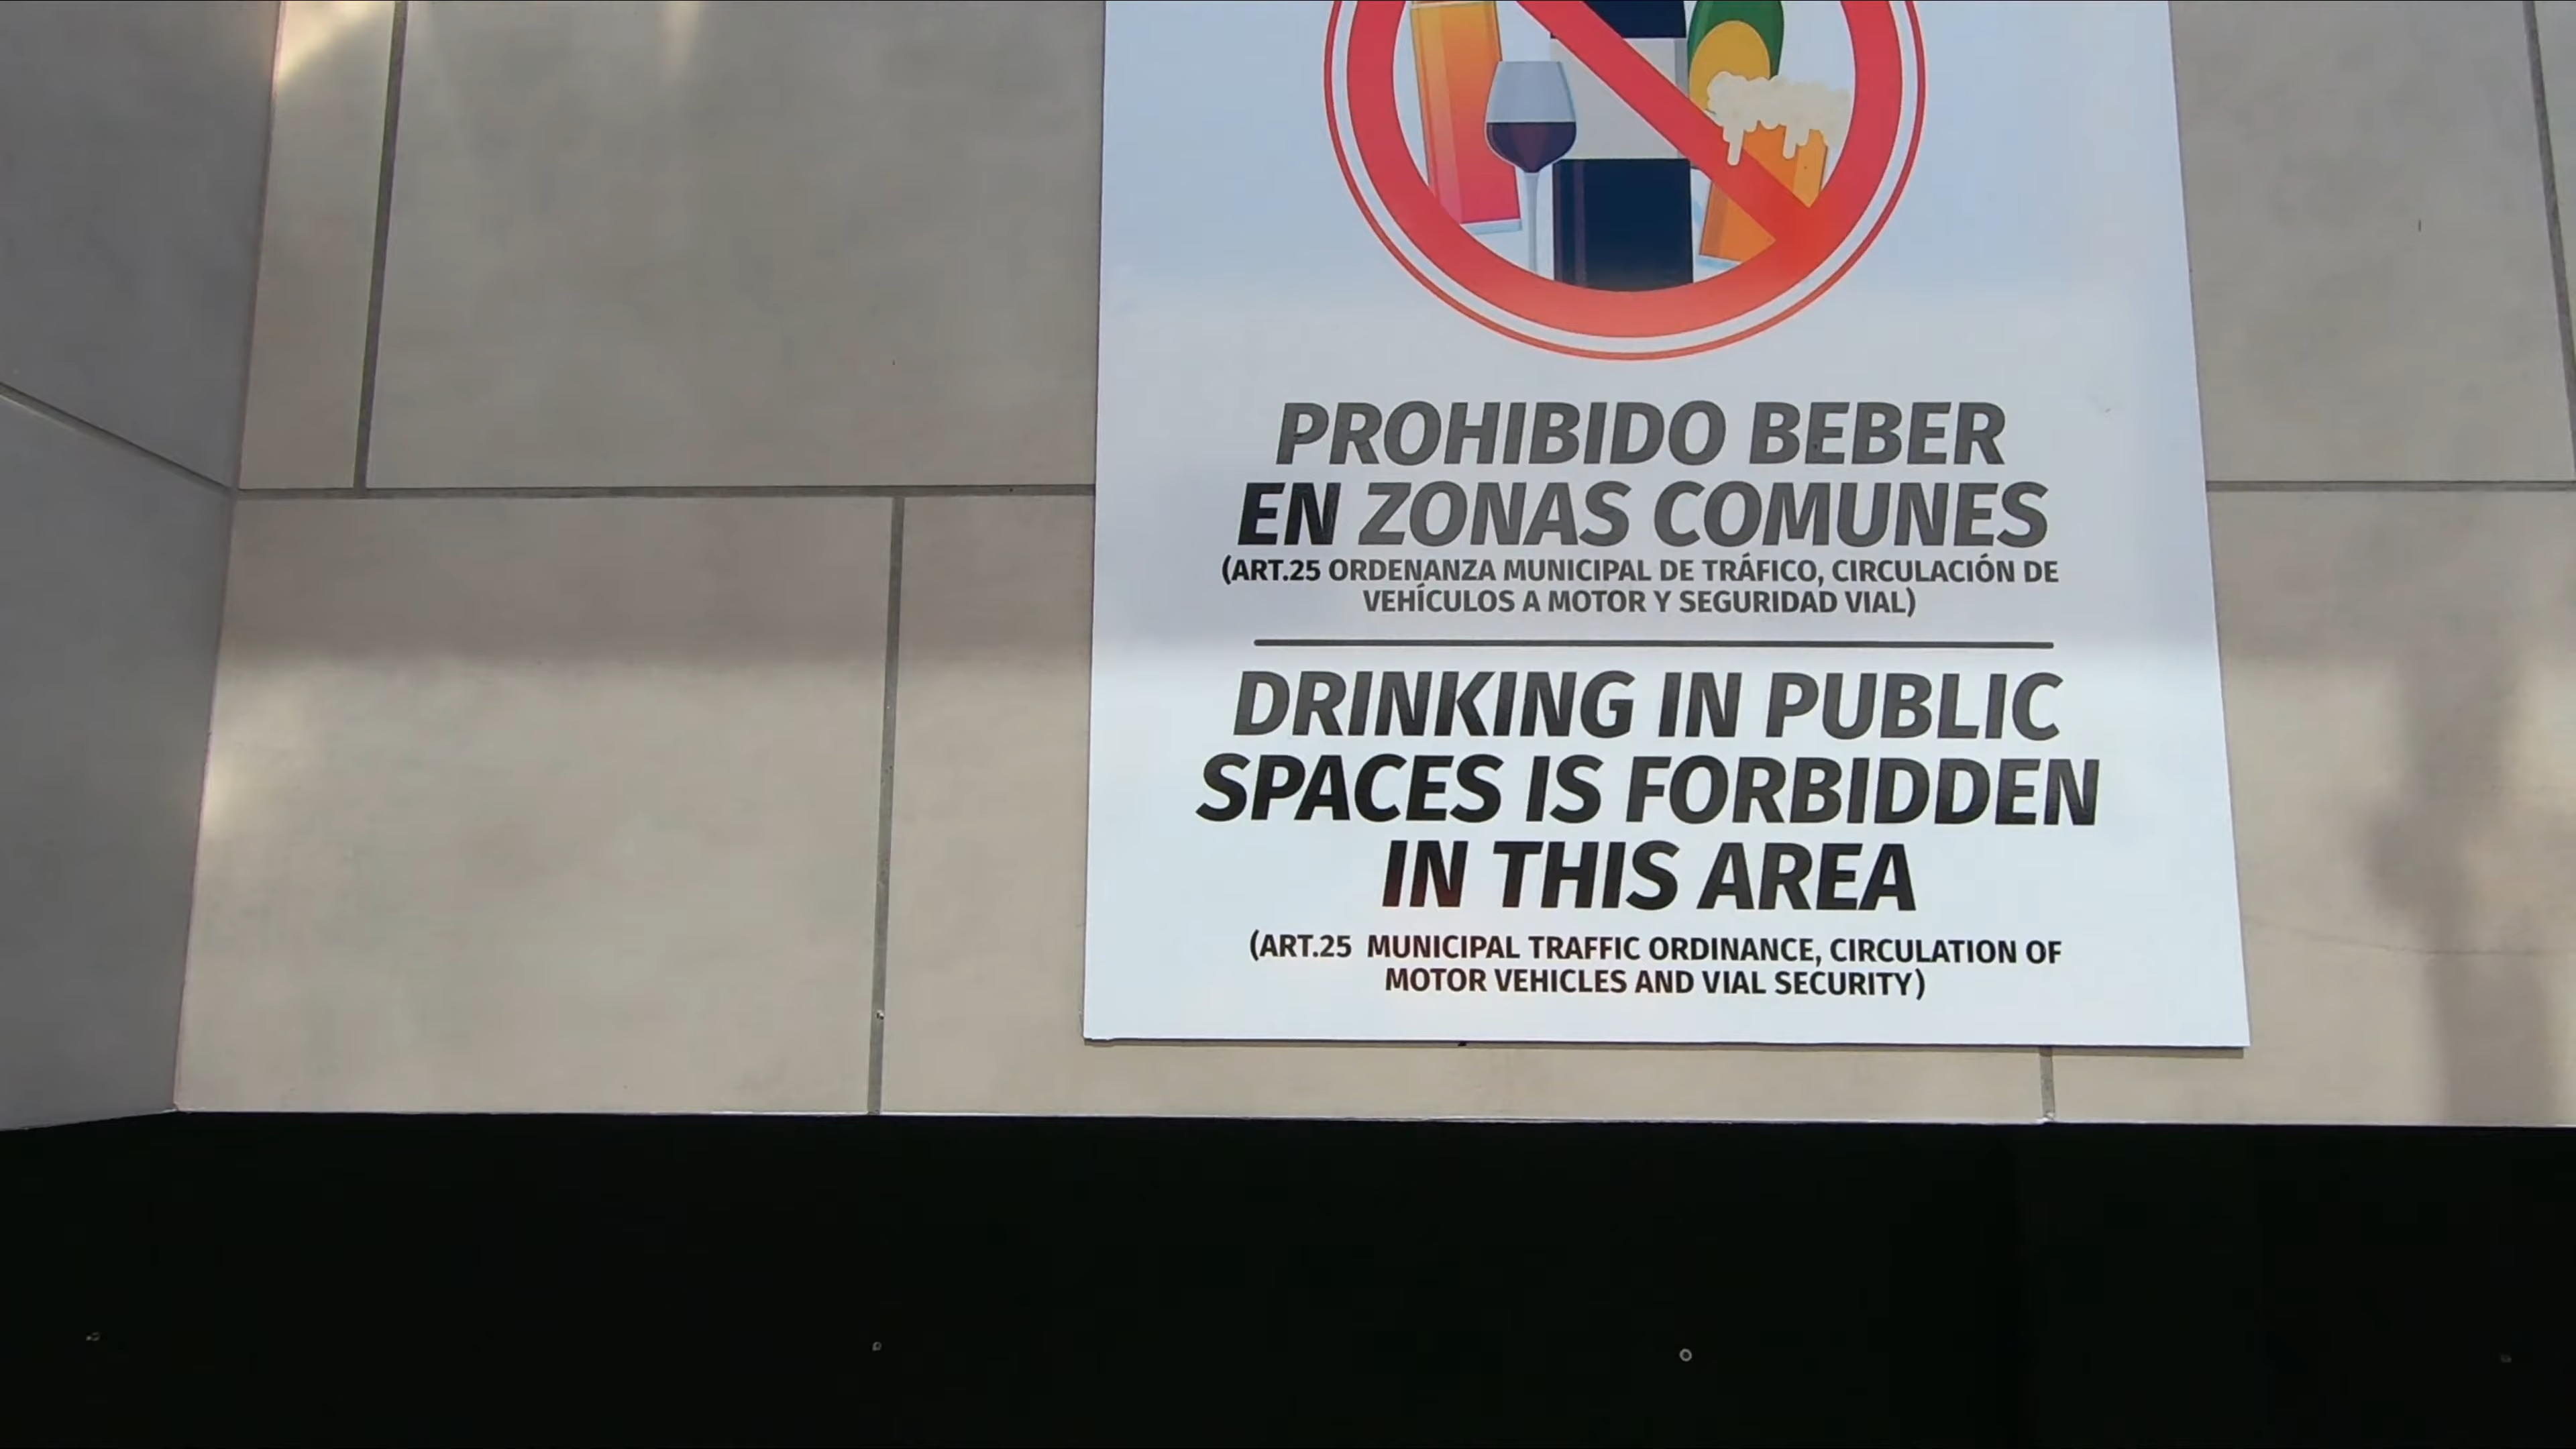 PROHIBIDO BEBER
EN ZONAS COMUNES
(ART.25 ORDENANZA MUNICIPAL DE TRÁFICO, CIRCULACIÓN DE
VEHÍCULOS A MOTOR Y SEGURIDAD VIAL)
DRINKING IN PUBLIC
SPACES IS FORBIDDEN
IN THIS AREA
(ART.25 MUNICIPAL TRAFFIC ORDINANCE, CIRCULATION OF
MOTOR VEHICLES AND VIAL SECURITY)